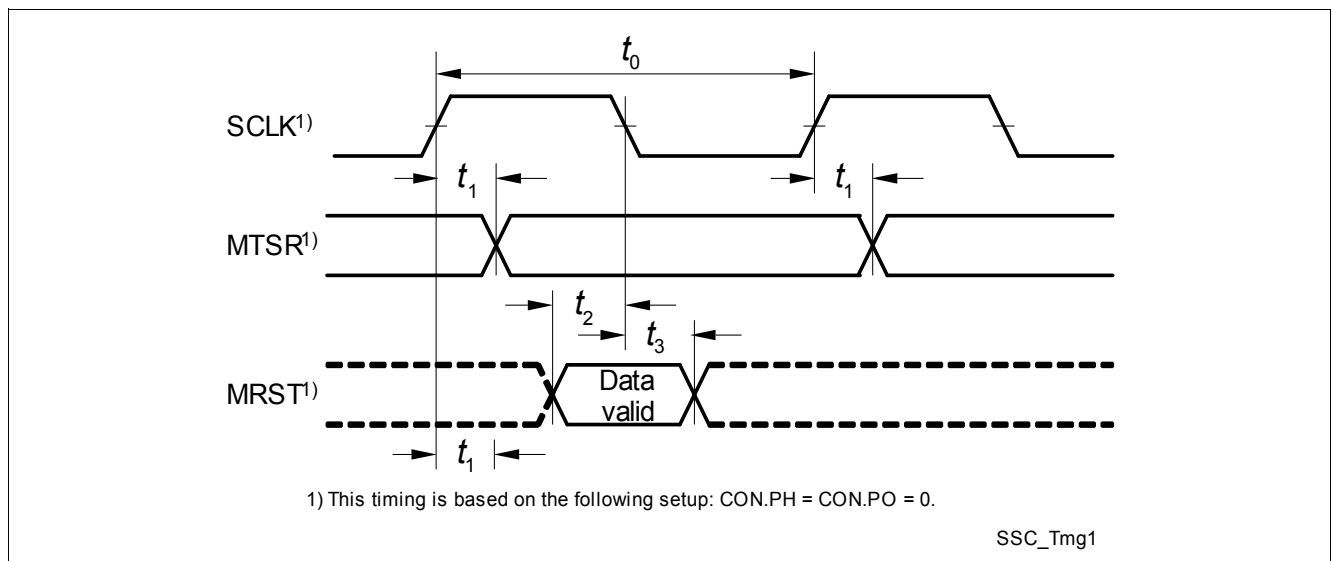 t₀
SCLK¹⁾
t₁ t₁
MTSR¹⁾
t₂
t₃
MRST¹⁾ Data
valid
t₁
1) This timing is based on the following setup: CON.PH = CON.PO = 0.
SSC_Tmg1